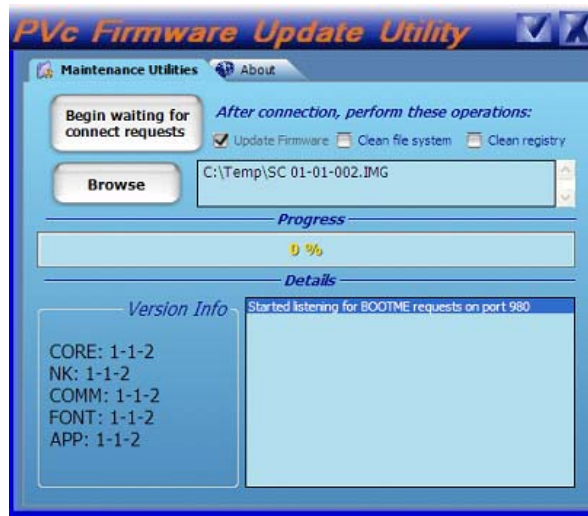 PVc Firmware Update Utility
Maintenance Utilities
About
Begin waiting for
connect requests
After connection, perform these operations:
Update Firmware
Clean file system
Clean registry
Browse
C:\Temp\SC 01-01-002.IMG
Progress
0 %
Details
Version Info
Started listening for BOOTME requests on port 980
CORE: 1-1-2
NK: 1-1-2
COMM: 1-1-2
FONT: 1-1-2
APP: 1-1-2